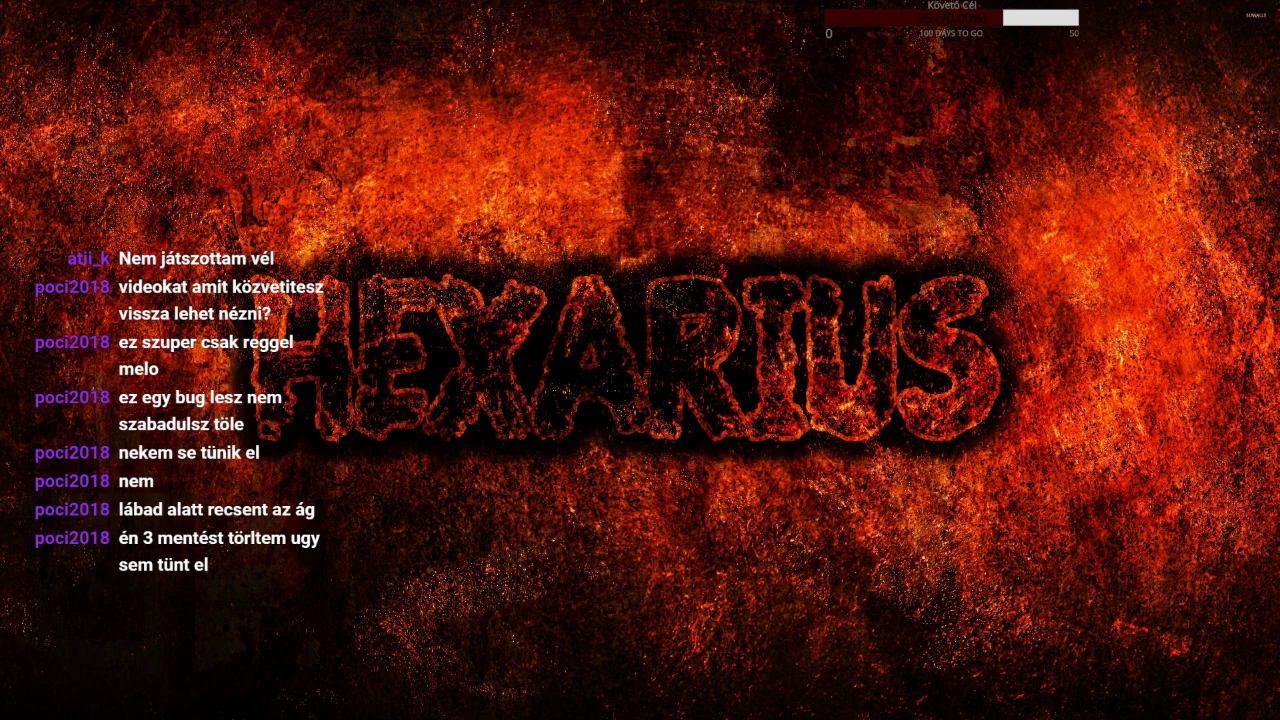 Követő Cél
0 100 DAYS TO GO 50
HEXARIUS
atii_k Nem játszottam vél
poci2018 videokat amit közvetitesz
vissza lehet nézni?
poci2018 ez szuper csak reggel
melo
poci2018 ez egy bug lesz nem
szabadulsz töle
poci2018 nekem se tünik el
poci2018 nem
poci2018 lábad alatt recsent az ág
poci2018 én 3 mentést törltem ugy
sem tünt el